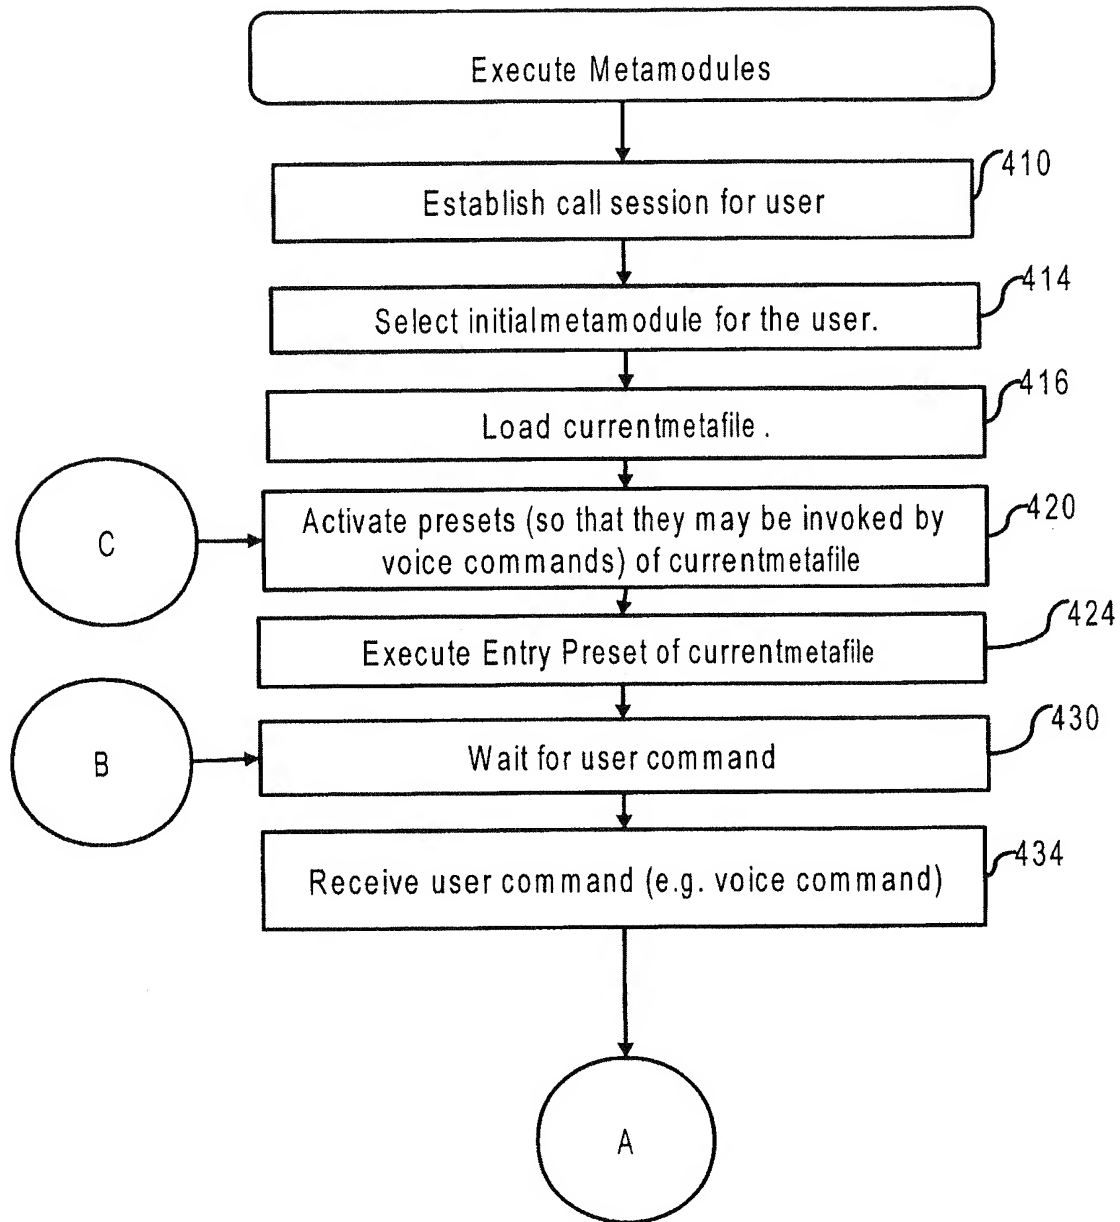 Execute Metamodules
410
Establish call session for user
414
Select initialmetamodule for the user.
416
Load currentmetafile .
C
Activate presets (so that they may be invoked by
voice commands) of currentmetafile
420
424
Execute Entry Preset of currentmetafile
B
Wait for user command
430
Receive user command (e.g. voice command)
434
A